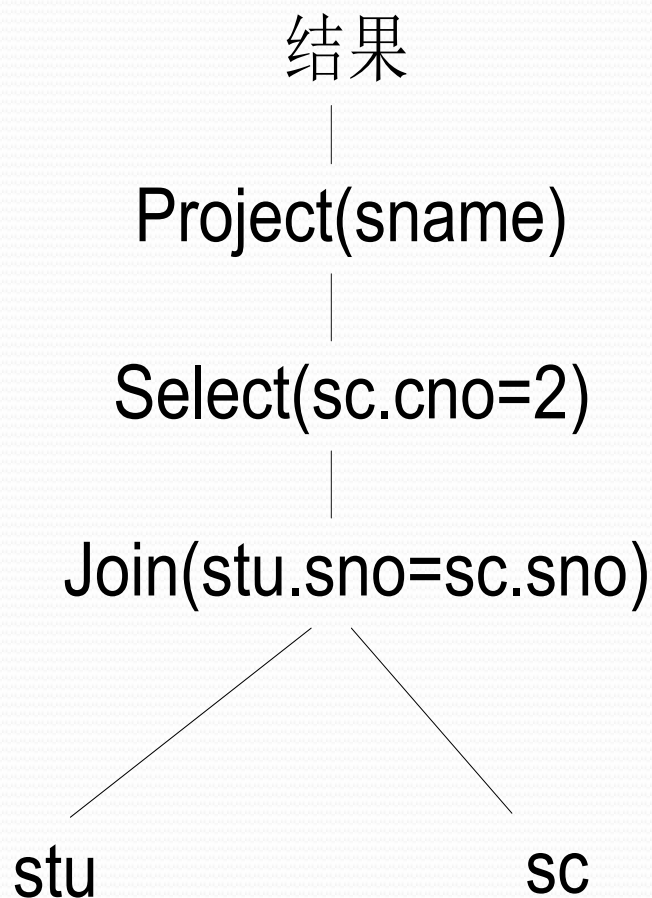 结果
Project(sname)
Select(sc.cno=2)
Join(stu.sno=sc.sno)
stu
sc